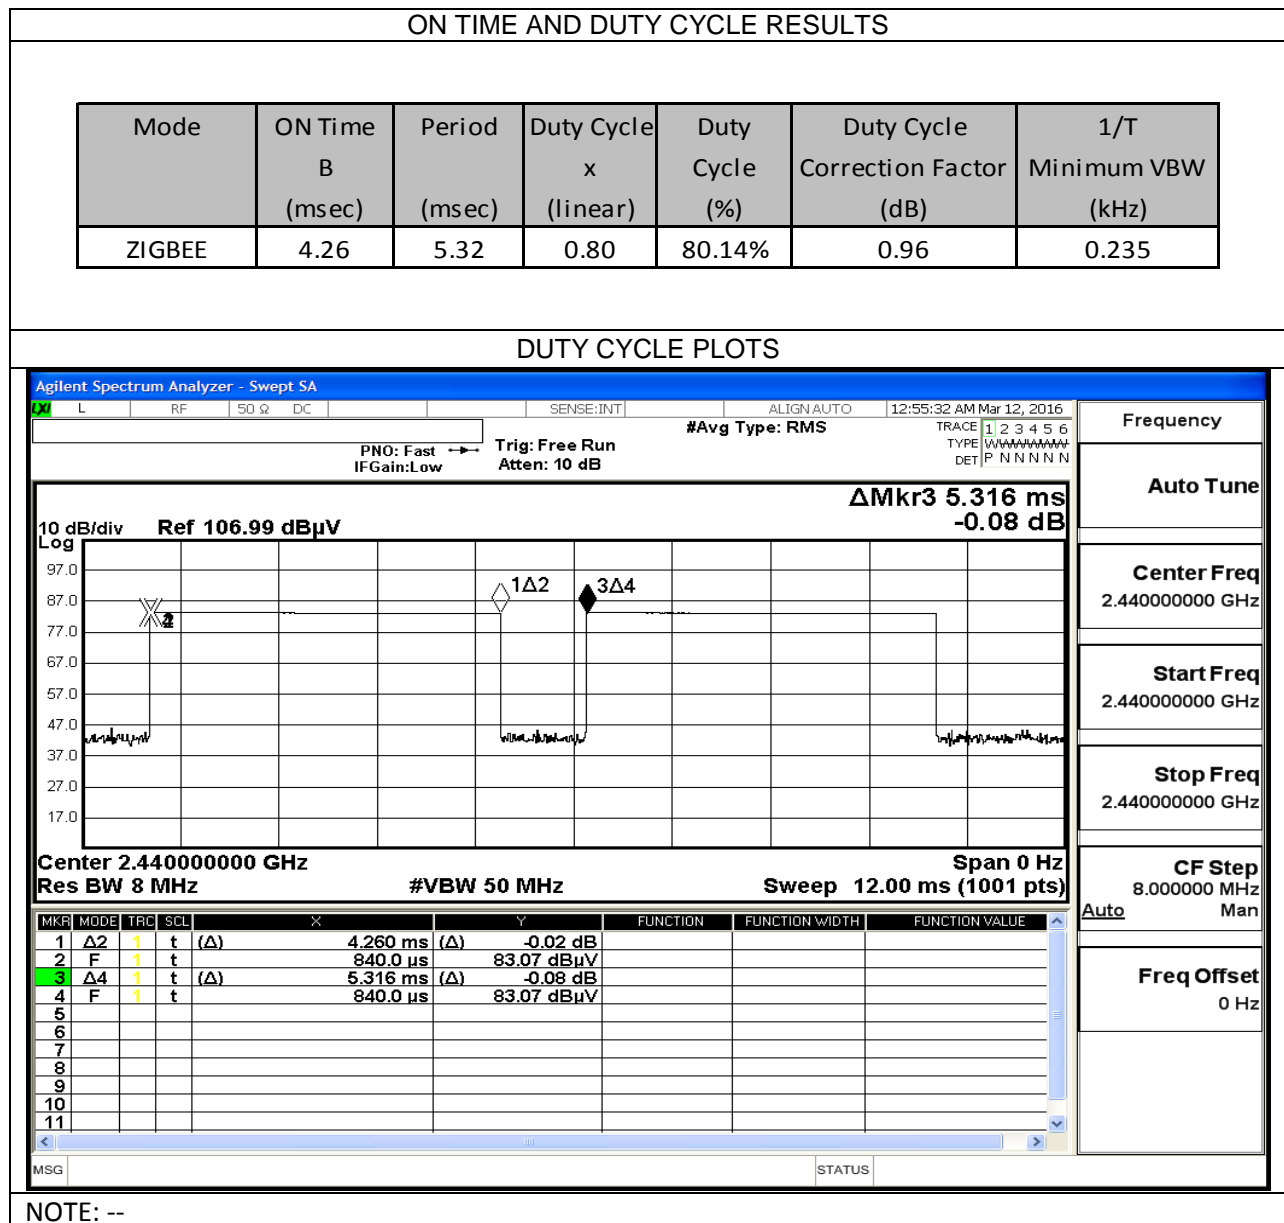 ON TIME AND DUTY CYCLE RESULTS
Mode ON Time Period Duty Cycle Duty Duty Cycle 1/T
B x Cycle Correction Factor Minimum VBW
(msec) (msec) (linear) (%) (dB) (kHz)
ZIGBEE 4.26 5.32 0.80 80.14% 0.96 0.235
DUTY CYCLE PLOTS
Agilent Spectrum Analyzer - Swept SA
LXI L RF 50 Ω DC SENSE:INT ALIGN AUTO 12:55:32 AM Mar 12, 2016
Frequency
#Avg Type: RMS
TRACE 1 2 3 4 5 6
PNO: Fast Trig: Free Run
TYPE WWWWWWW
IFGain:Low Atten: 10 dB
DET P N N N N N
Auto Tune
ΔMkr3 5.316 ms
10 dB/div Ref 106.99 dBµV -0.08 dB
Log
97.0
87.0
77.0
67.0
57.0
47.0
37.0
27.0
17.0
1Δ2
3Δ4
Center Freq
2.440000000 GHz
Start Freq
2.440000000 GHz
Stop Freq
2.440000000 GHz
Center 2.440000000 GHz Span 0 Hz
Res BW 8 MHz #VBW 50 MHz Sweep 12.00 ms (1001 pts)
CF Step
8.000000 MHz
Auto Man
Freq Offset
0 Hz
MKR MODE TRC SCL X Y FUNCTION FUNCTION WIDTH FUNCTION VALUE
1 Δ2 1 t (Δ) 4.260 ms (Δ) -0.02 dB
2 F 1 t 840.0 µs 83.07 dBµV
3 Δ4 1 t (Δ) 5.316 ms (Δ) -0.08 dB
4 F 1 t 840.0 µs 83.07 dBµV
5
6
7
8
9
10
11
MSG STATUS
NOTE: --